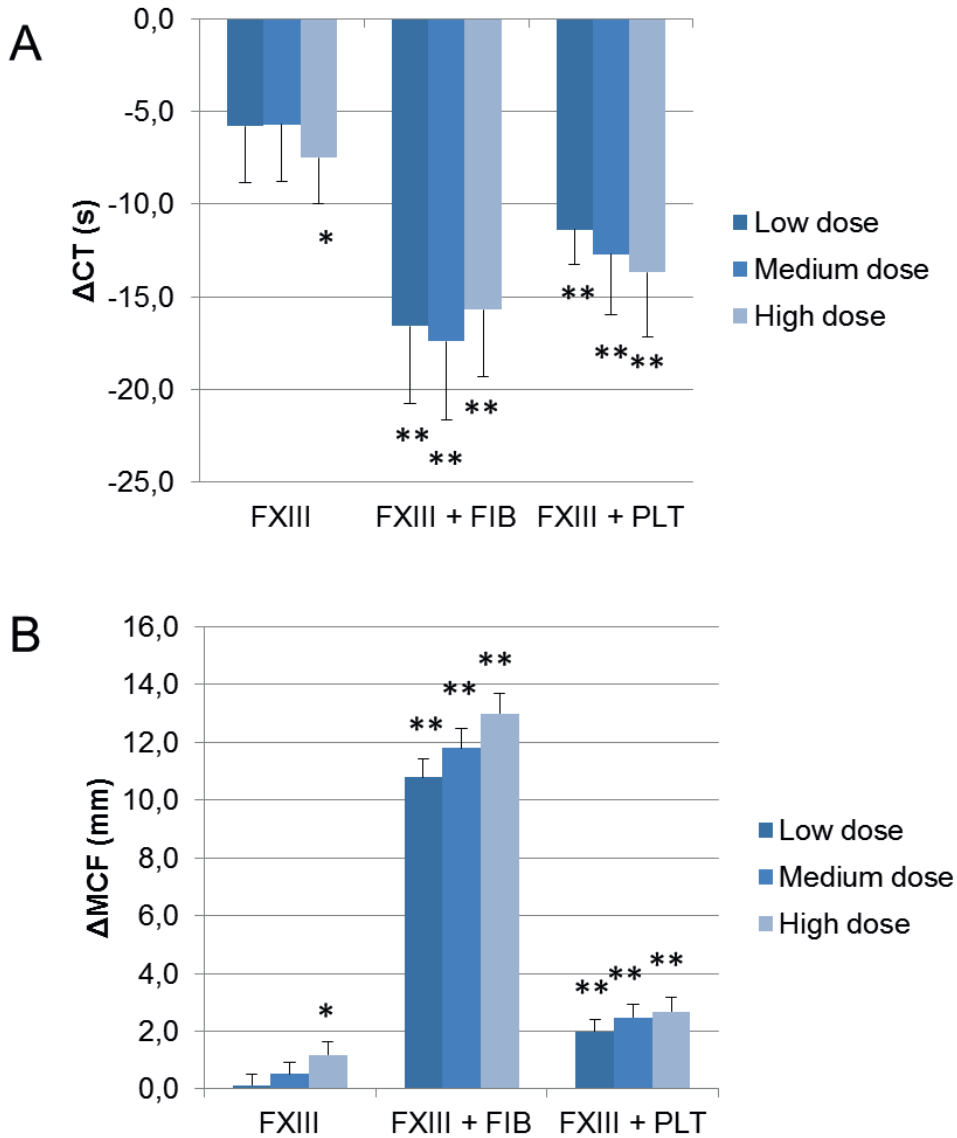 A
0,0
-5,0
-10,0
-15,0
-20,0
-25,0
ΔCT (s)
*
**
**
**
**
**
**
FXIII
FXIII + FIB
FXIII + PLT
Low dose
Medium dose
High dose
B
16,0
14,0
12,0
10,0
8,0
6,0
4,0
2,0
0,0
ΔMCF (mm)
*
**
**
**
**
**
**
FXIII
FXIII + FIB
FXIII + PLT
Low dose
Medium dose
High dose